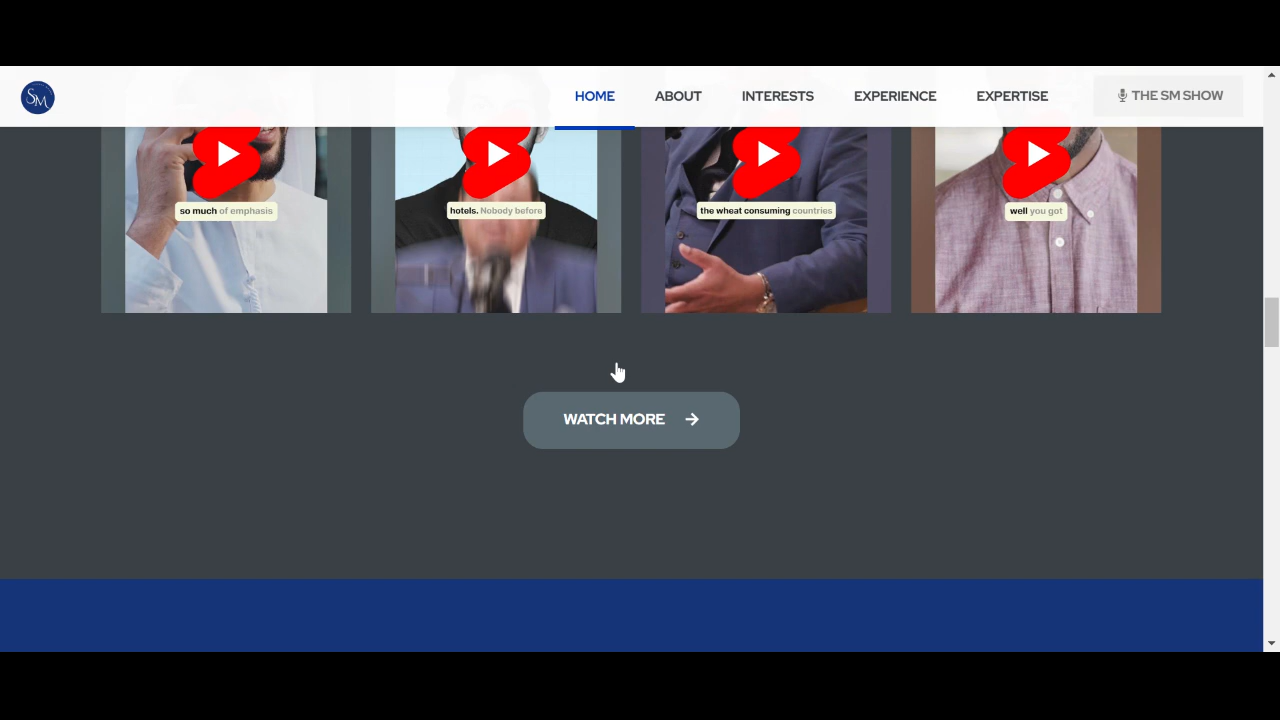 SM
HOME ABOUT INTERESTS EXPERIENCE EXPERTISE THE SM SHOW
so much of emphasis
hotels. Nobody before
the wheat consuming countries
well you got
WATCH MORE →